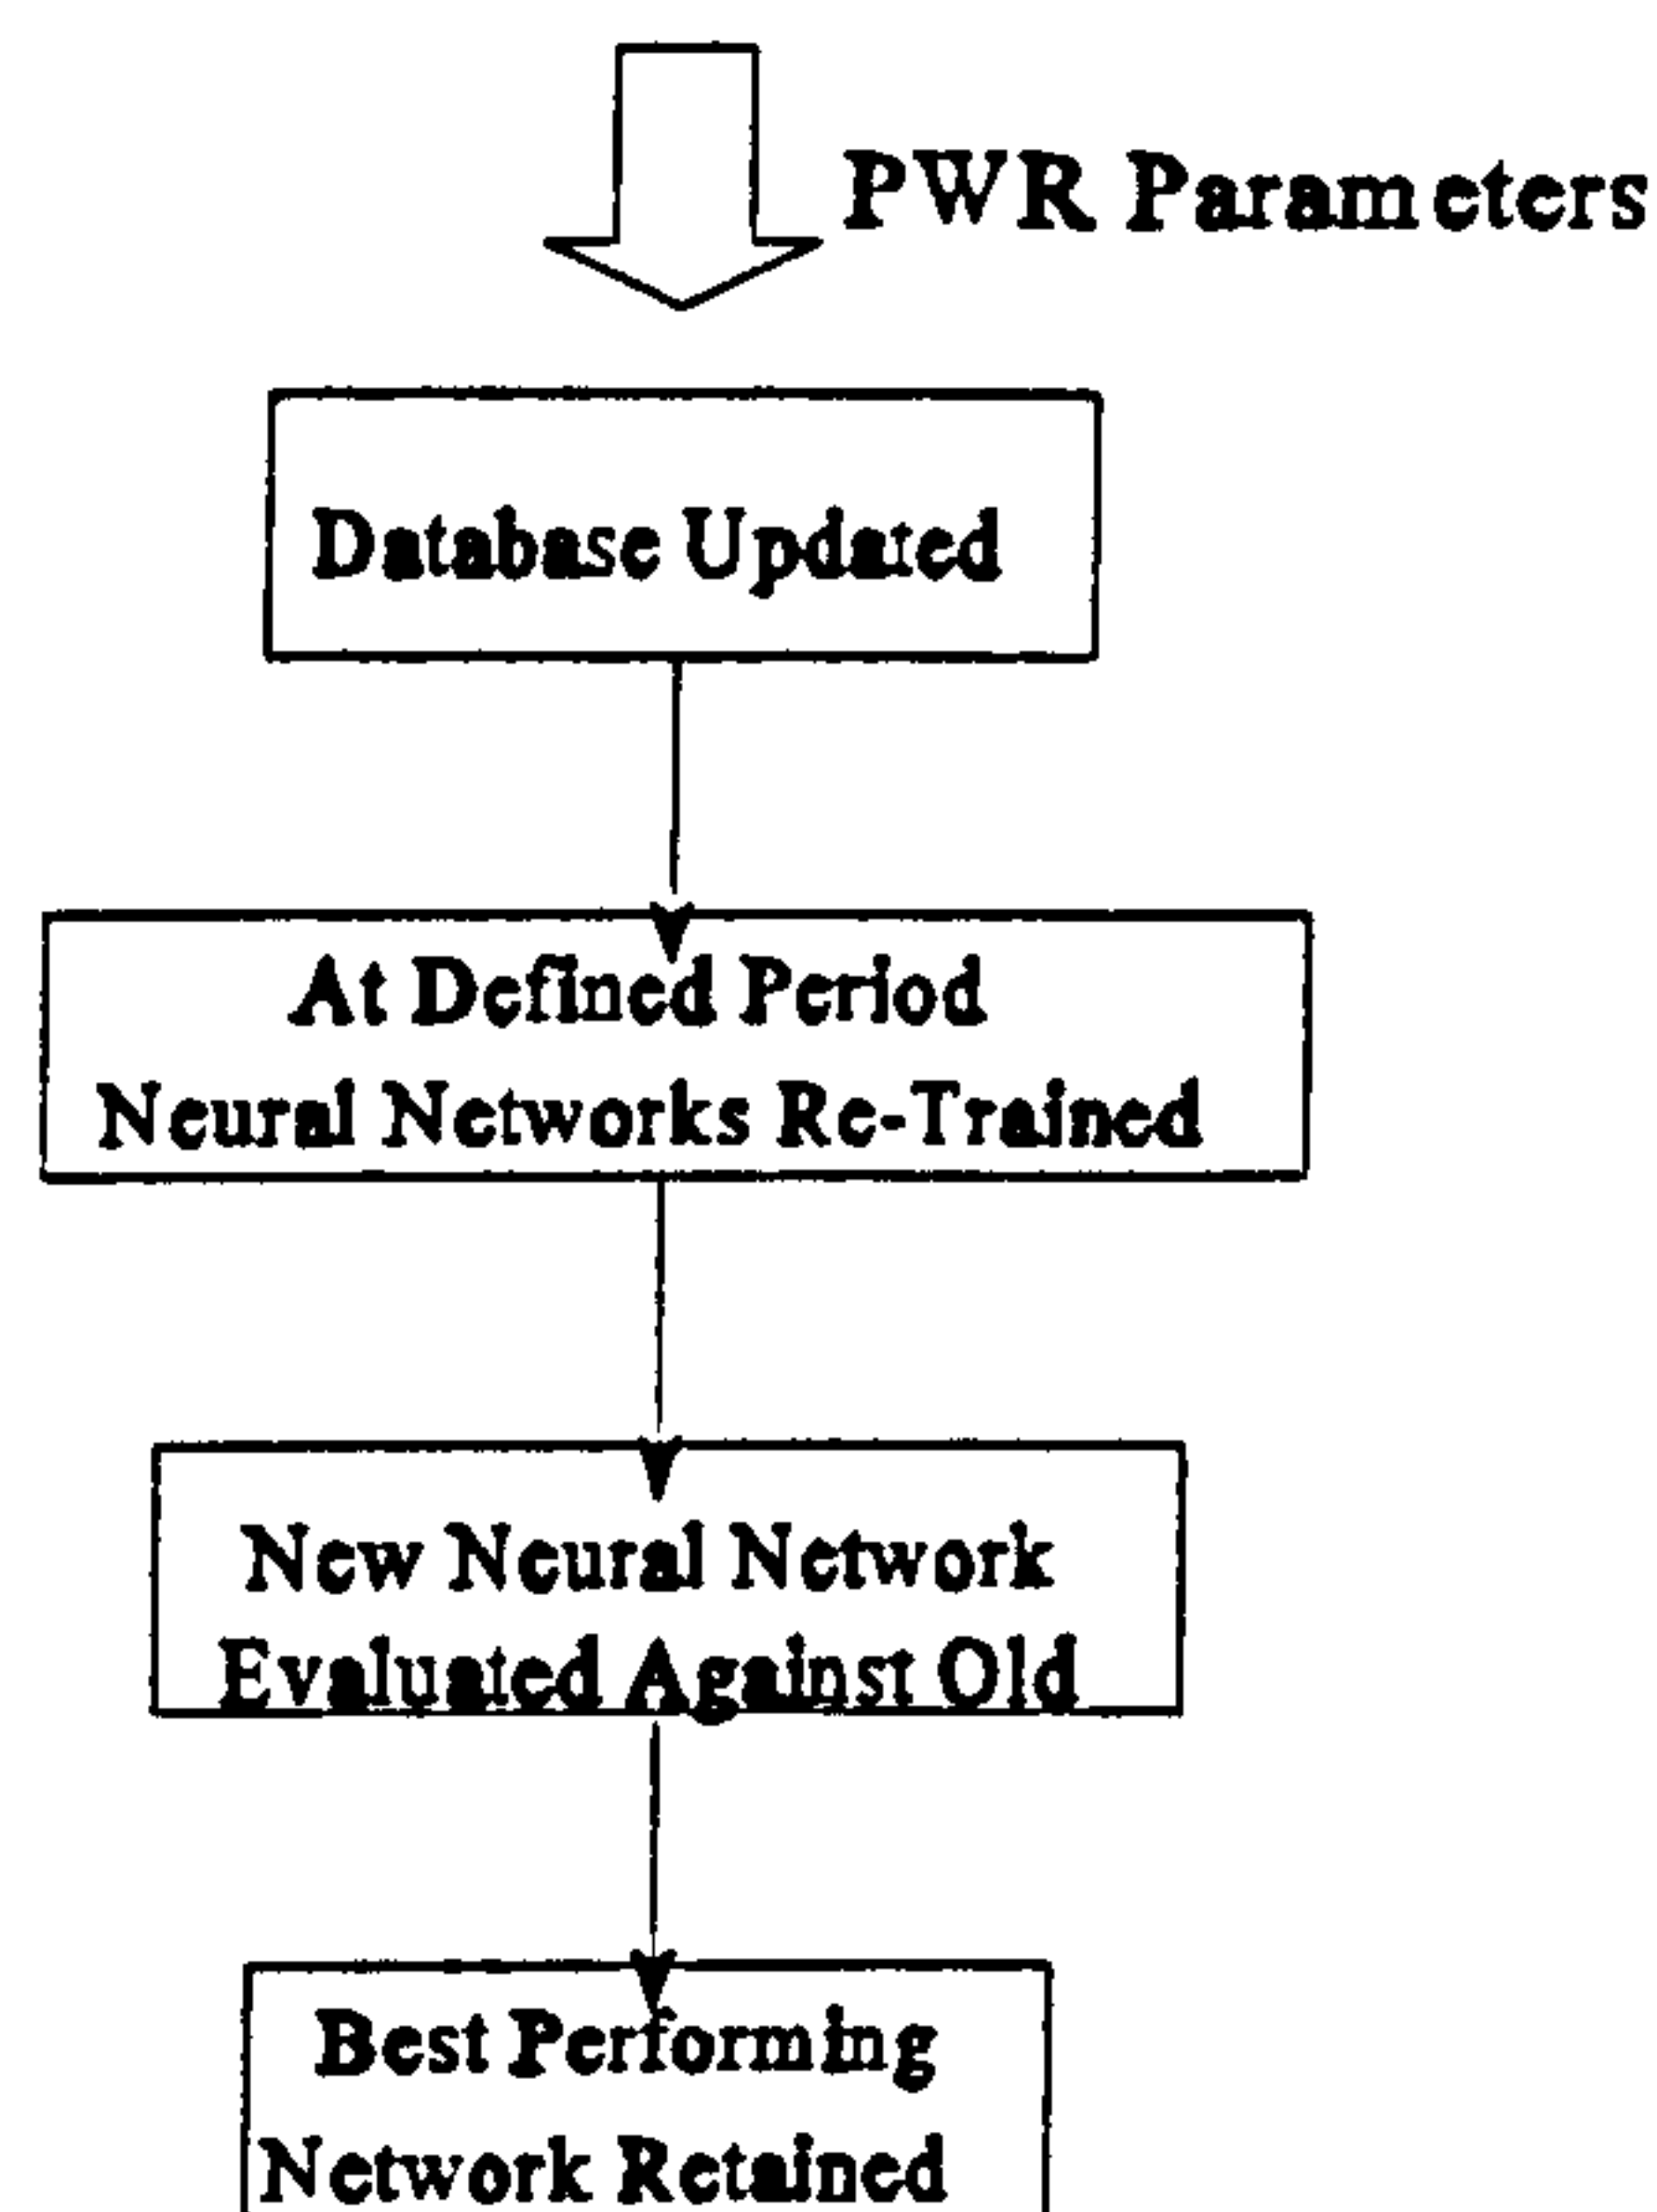 PWR Parameters
Database Updated
At Defined Period
Neural Networks Re-Trained
New Neural Network
Evaluated Against Old
Best Performing
Network Retained